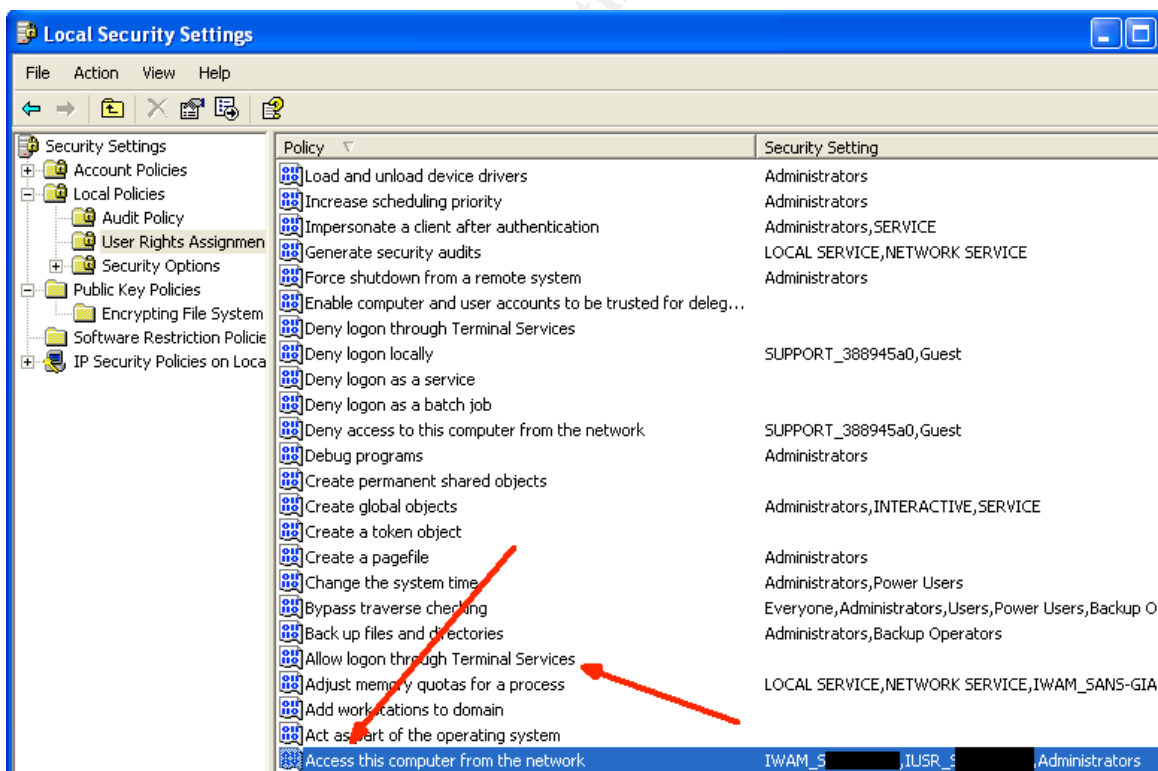 Local Security Settings
File Action View Help
Security Settings
Account Policies
Local Policies
Audit Policy
User Rights Assignmen
Security Options
Public Key Policies
Encrypting File System
Software Restriction Policie
IP Security Policies on Loca
Policy Security Setting
Load and unload device drivers Administrators
Increase scheduling priority Administrators
Impersonate a client after authentication Administrators,SERVICE
Generate security audits LOCAL SERVICE,NETWORK SERVICE
Force shutdown from a remote system Administrators
Enable computer and user accounts to be trusted for deleg...
Deny logon through Terminal Services
Deny logon locally SUPPORT_388945a0,Guest
Deny logon as a service
Deny logon as a batch job
Deny access to this computer from the network SUPPORT_388945a0,Guest
Debug programs Administrators
Create permanent shared objects
Create global objects Administrators,INTERACTIVE,SERVICE
Create a token object
Create a pagefile Administrators
Change the system time Administrators,Power Users
Bypass traverse checking Everyone,Administrators,Users,Power Users,Backup O
Back up files and directories Administrators,Backup Operators
Allow logon through Terminal Services
Adjust memory quotas for a process LOCAL SERVICE,NETWORK SERVICE,IWAM_SANS-GIA
Add workstations to domain
Act as part of the operating system
Access this computer from the network IWAM_S ,IUSR_S ,Administrators